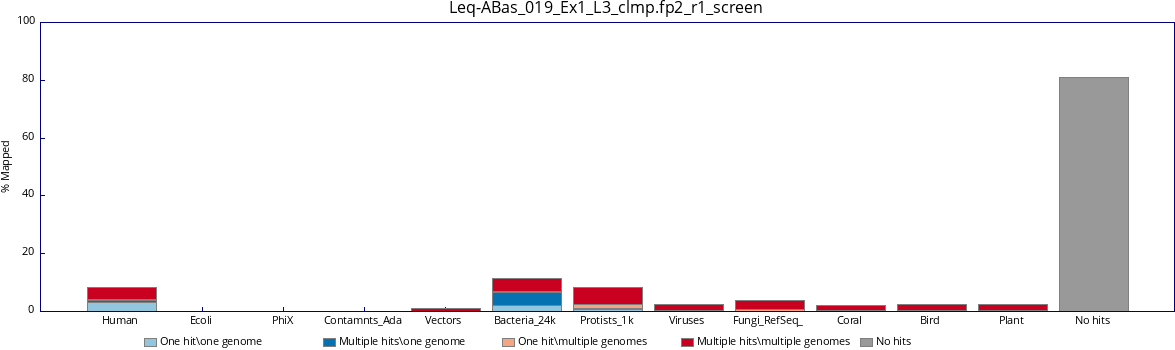 Leq-ABas_019_Ex1_L3_clmp.fp2_r1_screen
100
80
60
40
20
0
% Mapped
Human Ecoli PhiX Contamnts_Ada Vectors Bacteria_24k Protists_1k Viruses Fungi_RefSeq_ Coral Bird Plant No hits
One hit\one genome Multiple hits\one genome One hit\multiple genomes Multiple hits\multiple genomes No hits